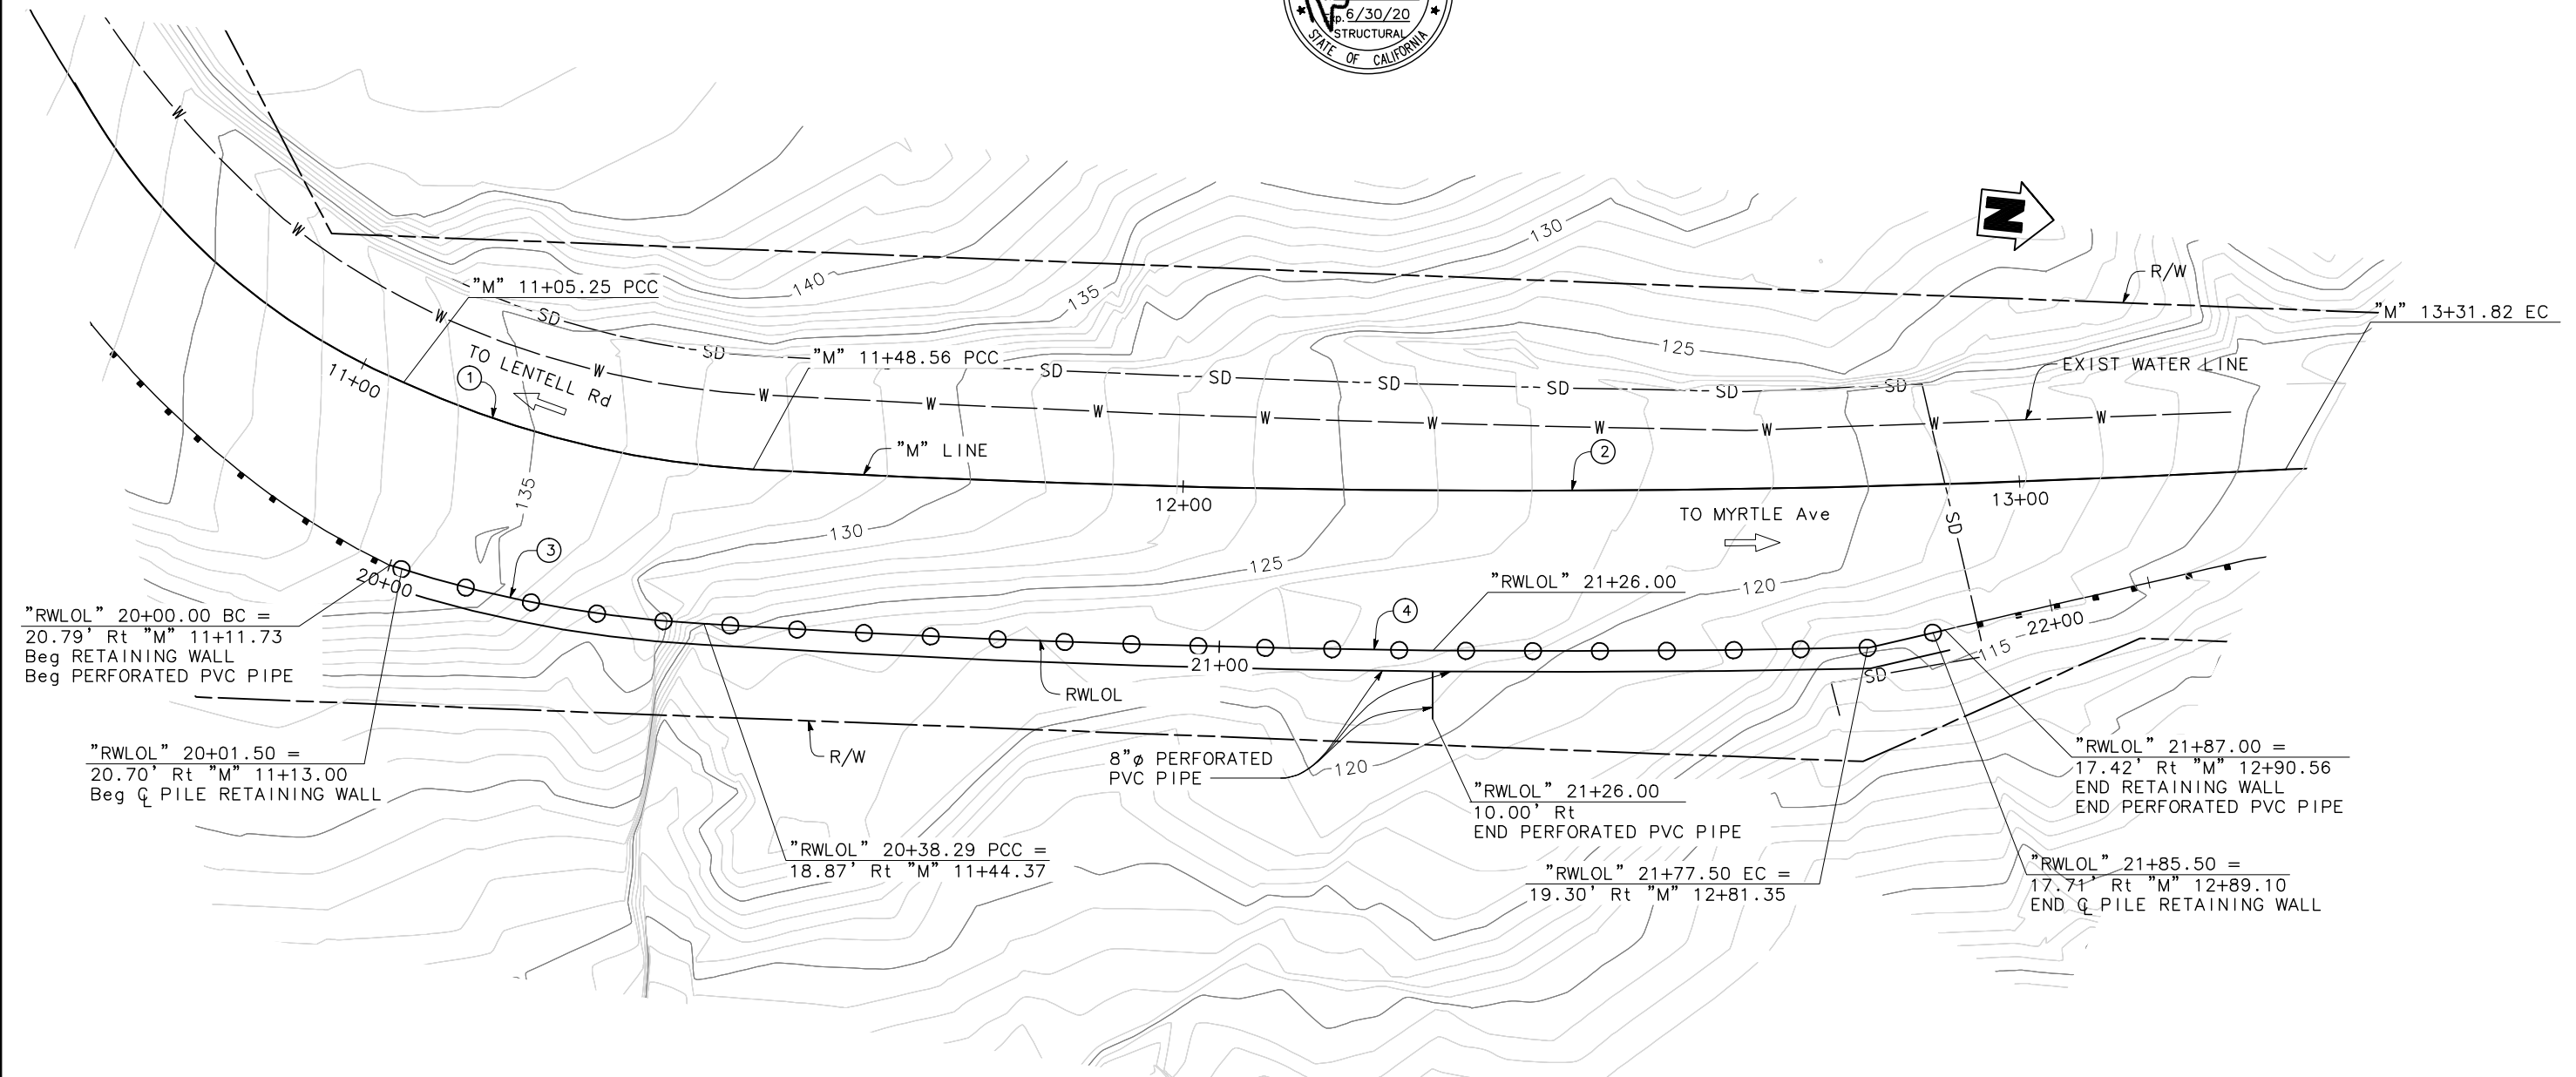 Exp. 6/30/20
STRUCTURAL
STATE OF CALIFORNIA
N
W
W
W
W
W
W
W
W
W
W
W
W
W
SD
SD
SD
SD
SD
SD
SD
SD
SD
SD
140
135
130
125
R/W
"M" 13+31.82 EC
"M" 11+05.25 PCC
"M" 11+48.56 PCC
EXIST WATER LINE
11+00
TO LENTELL Rd
1
"M" LINE
2
12+00
13+00
TO MYRTLE Ave
135
130
125
120
3
4
20+00
"RWLOL" 21+26.00
22+00
115
21+00
RWLOL
R/W
120
"RWLOL" 20+00.00 BC =
20.79' Rt "M" 11+11.73
Beg RETAINING WALL
Beg PERFORATED PVC PIPE
"RWLOL" 20+01.50 =
20.70' Rt "M" 11+13.00
Beg ℄ PILE RETAINING WALL
8"ø PERFORATED
PVC PIPE
"RWLOL" 20+38.29 PCC =
18.87' Rt "M" 11+44.37
"RWLOL" 21+26.00
10.00' Rt
END PERFORATED PVC PIPE
"RWLOL" 21+77.50 EC =
19.30' Rt "M" 12+81.35
"RWLOL" 21+87.00 =
17.42' Rt "M" 12+90.56
END RETAINING WALL
END PERFORATED PVC PIPE
"RWLOL" 21+85.50 =
17.71' Rt "M" 12+89.10
END ℄ PILE RETAINING WALL